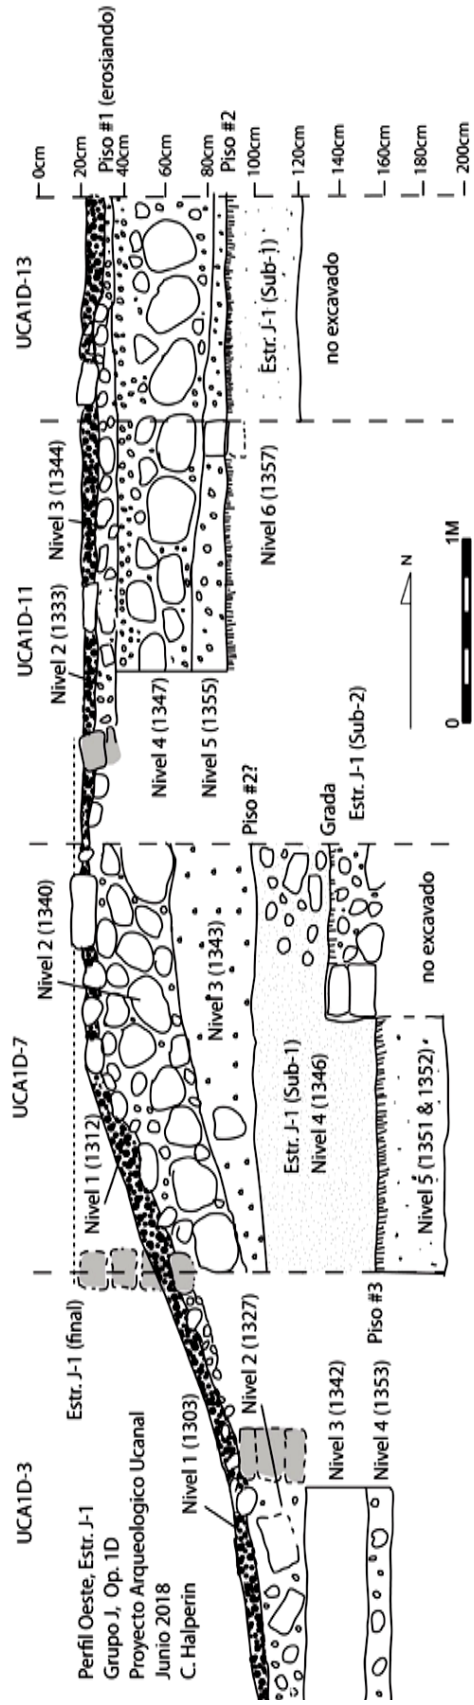 UCA1D-3
UCA1D-7
UCA1D-11
UCA1D-13
Perfil Oeste, Estr. J-1
Grupo J, Op. 1D
Proyecto Arqueologico Ucanal
Junio 2018
C. Halperin
Nivel 1 (1303)
Nivel 2 (1327)
Nivel 3 (1342)
Nivel 4 (1353)
Piso #3
Estr. J-1 (final)
Nivel 1 (1312)
Nivel 2 (1340)
Nivel 3 (1343)
Estr. J-1 (Sub-1)
Nivel 4 (1346)
Nivel 5 (1351 & 1352)
no excavado
Piso #2?
Grada
Estr. J-1 (Sub-2)
Nivel 2 (1333)
Nivel 3 (1344)
Nivel 4 (1347)
Nivel 5 (1355)
Nivel 6 (1357)
0
1M
N
Estr. J-1 (Sub-1)
no excavado
0cm
20cm
Piso #1 (erosiando)
40cm
60cm
80cm
Piso #2
100cm
120cm
140cm
160cm
180cm
200cm